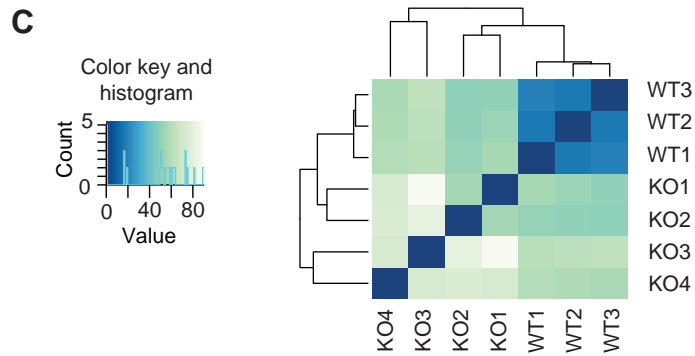 C
Color key and
histogram
Count
5
0
0 40 80
Value
WT3
WT2
WT1
KO1
KO2
KO3
KO4
KO4
KO3
KO2
KO1
WT1
WT2
WT3